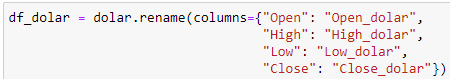 df_dolar = dolar.rename(columns={"Open": "Open_dolar",
"High": "High_dolar",
"Low": "Low_dolar",
"Close": "Close_dolar"})